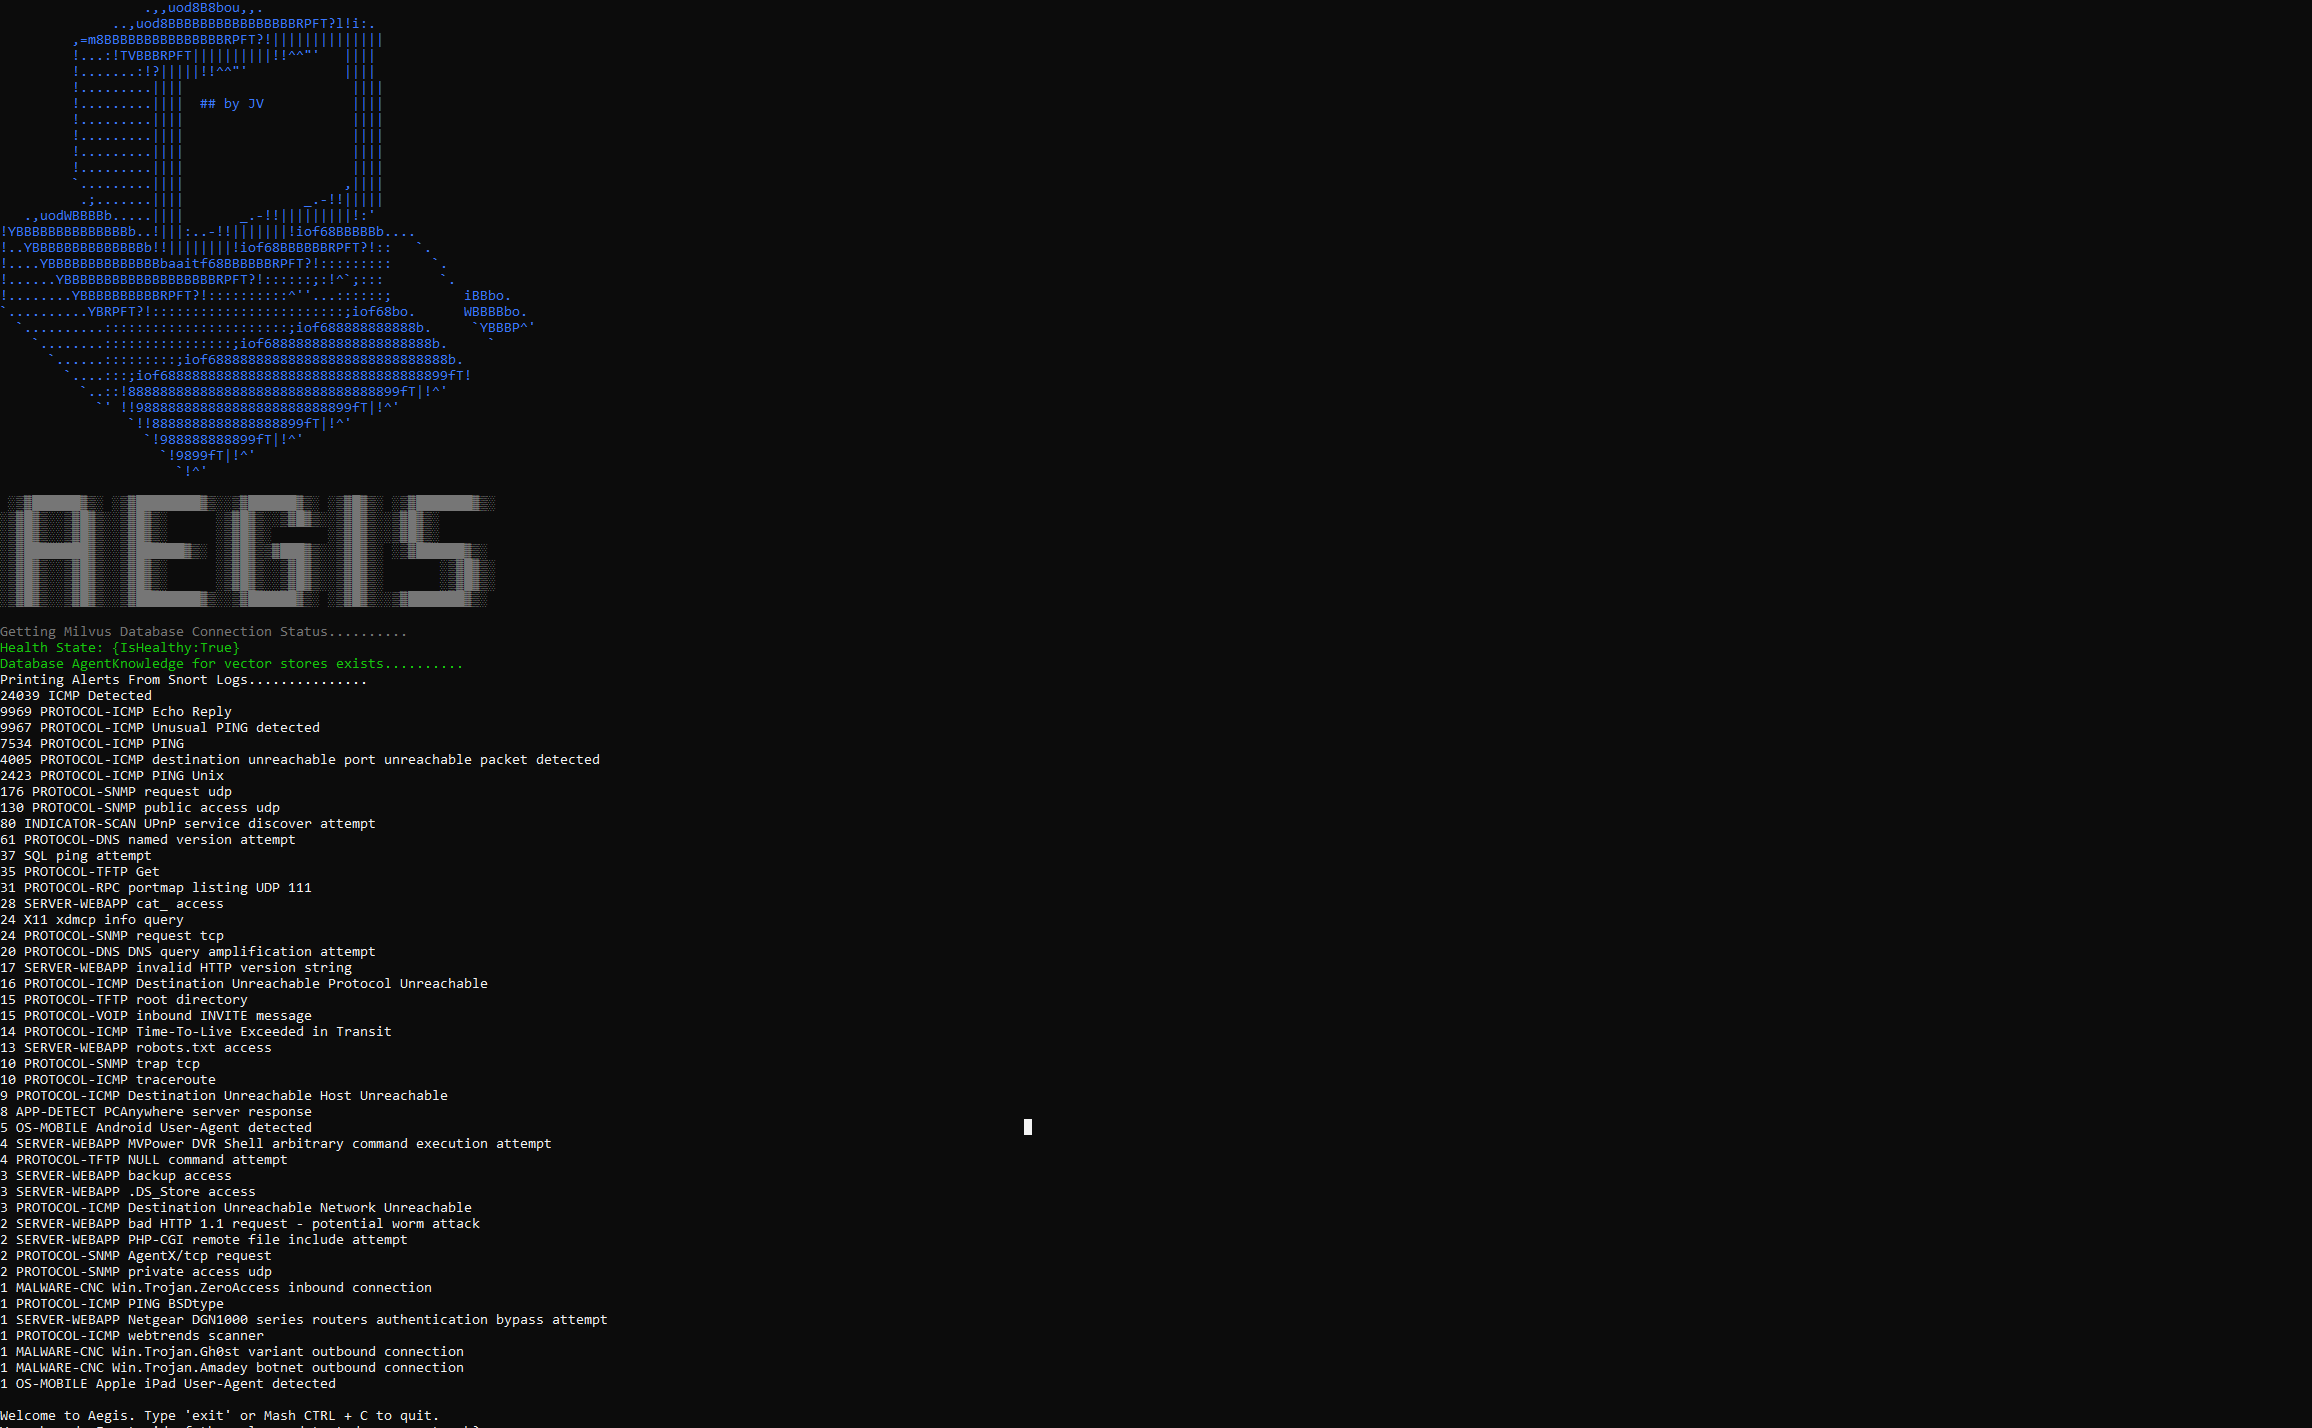 ## by JV
AEGIS
Getting Milvus Database Connection Status..........
Health State: {IsHealthy:True}
Database AgentKnowledge for vector stores exists..........
Printing Alerts From Snort Logs...............
24039 ICMP Detected
9969 PROTOCOL-ICMP Echo Reply
9967 PROTOCOL-ICMP Unusual PING detected
7534 PROTOCOL-ICMP PING
4005 PROTOCOL-ICMP destination unreachable port unreachable packet detected
2423 PROTOCOL-ICMP PING Unix
176 PROTOCOL-SNMP request udp
130 PROTOCOL-SNMP public access udp
80 INDICATOR-SCAN UPnP service discover attempt
61 PROTOCOL-DNS named version attempt
37 SQL ping attempt
35 PROTOCOL-TFTP Get
31 PROTOCOL-RPC portmap listing UDP 111
28 SERVER-WEBAPP cat_ access
24 X11 xdmcp info query
24 PROTOCOL-SNMP request tcp
20 PROTOCOL-DNS DNS query amplification attempt
17 SERVER-WEBAPP invalid HTTP version string
16 PROTOCOL-ICMP Destination Unreachable Protocol Unreachable
15 PROTOCOL-TFTP root directory
15 PROTOCOL-VOIP inbound INVITE message
14 PROTOCOL-ICMP Time-To-Live Exceeded in Transit
13 SERVER-WEBAPP robots.txt access
10 PROTOCOL-SNMP trap tcp
10 PROTOCOL-ICMP traceroute
9 PROTOCOL-ICMP Destination Unreachable Host Unreachable
8 APP-DETECT PCAnywhere server response
5 OS-MOBILE Android User-Agent detected
4 SERVER-WEBAPP MVPower DVR Shell arbitrary command execution attempt
4 PROTOCOL-TFTP NULL command attempt
3 SERVER-WEBAPP backup access
3 SERVER-WEBAPP .DS_Store access
3 PROTOCOL-ICMP Destination Unreachable Network Unreachable
2 SERVER-WEBAPP bad HTTP 1.1 request - potential worm attack
2 SERVER-WEBAPP PHP-CGI remote file include attempt
2 PROTOCOL-SNMP AgentX/tcp request
2 PROTOCOL-SNMP private access udp
1 MALWARE-CNC Win.Trojan.ZeroAccess inbound connection
1 PROTOCOL-ICMP PING BSDtype
1 SERVER-WEBAPP Netgear DGN1000 series routers authentication bypass attempt
1 PROTOCOL-ICMP webtrends scanner
1 MALWARE-CNC Win.Trojan.Gh0st variant outbound connection
1 MALWARE-CNC Win.Trojan.Amadey botnet outbound connection
1 OS-MOBILE Apple iPad User-Agent detected
Welcome to Aegis. Type 'exit' or Mash CTRL + C to quit.